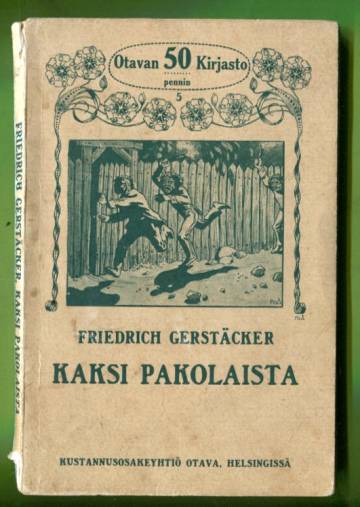 Otavan 50 Kirjasto
pennin
5
FRIEDRICH GERSTÄCKER
KAKSI PAKOLAISTA
KUSTANNUSOSAKEYHTIÖ OTAVA, HELSINGISSÄ
FRIEDRICH GERSTÄCKER KAKSI PAKOLAISTA